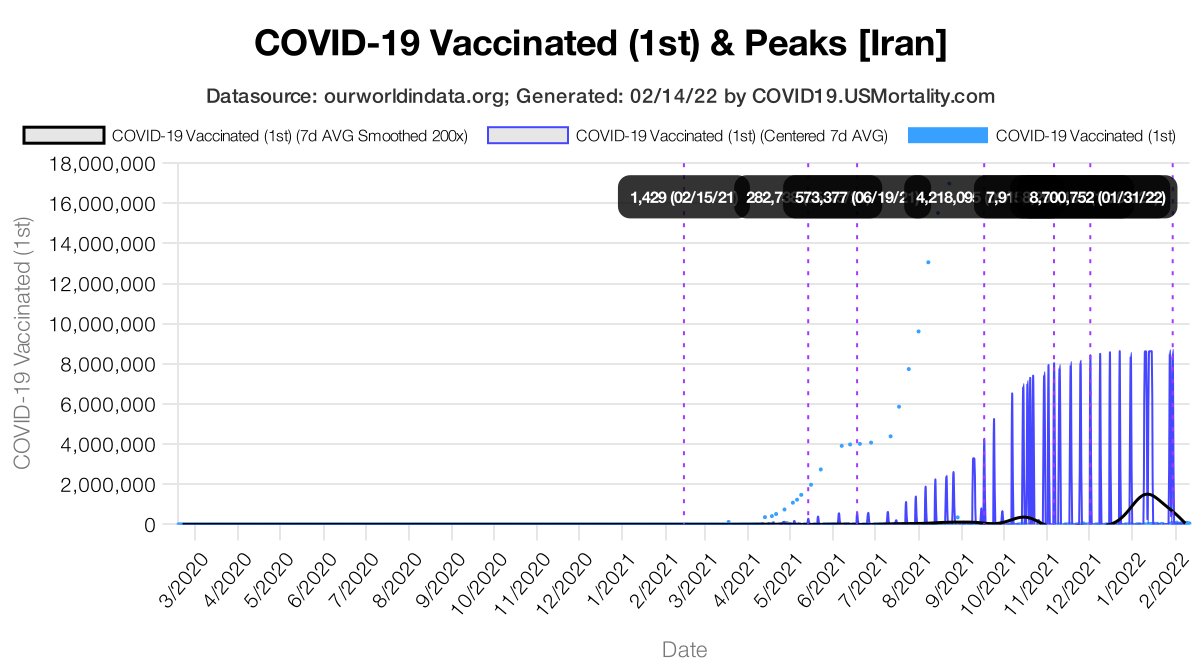 COVID-19 Vaccinated (1st) & Peaks [Iran]
Datasource: ourworldindata.org; Generated: 02/14/22 by COVID19.USMortality.com
COVID-19 Vaccinated (1st) (7d AVG Smoothed 200x) COVID-19 Vaccinated (1st) (Centered 7d AVG) COVID-19 Vaccinated (1st)
18,000,000
16,000,000
14,000,000
12,000,000
10,000,000
8,000,000
6,000,000
4,000,000
2,000,000
0
COVID-19 Vaccinated (1st)
1,429 (02/15/21) 573,377 (06/19/21) 8,700,752 (01/31/22)
3/2020 4/2020 5/2020 6/2020 7/2020 8/2020 9/2020 10/2020 11/2020 12/2020 1/2021 2/2021 3/2021 4/2021 5/2021 6/2021 7/2021 8/2021 9/2021 10/2021 11/2021 12/2021 1/2022 2/2022
Date